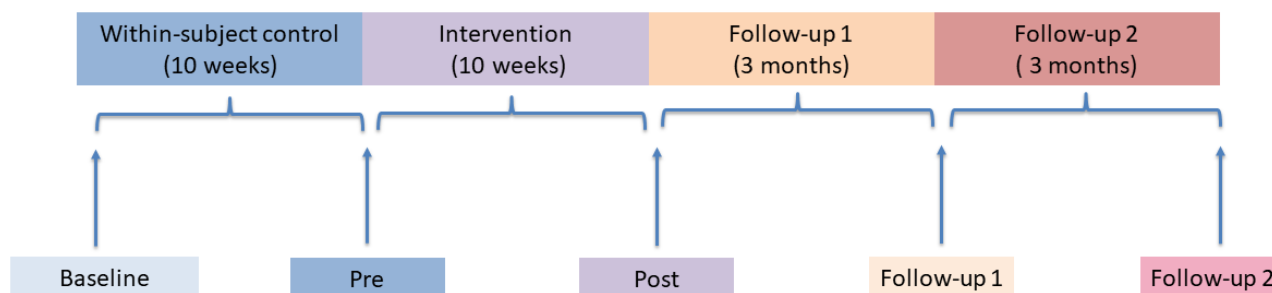 Within-subject control
(10 weeks)
Intervention
(10 weeks)
Follow-up 1
(3 months)
Follow-up 2
( 3 months)
Baseline
Pre
Post
Follow-up 1
Follow-up 2